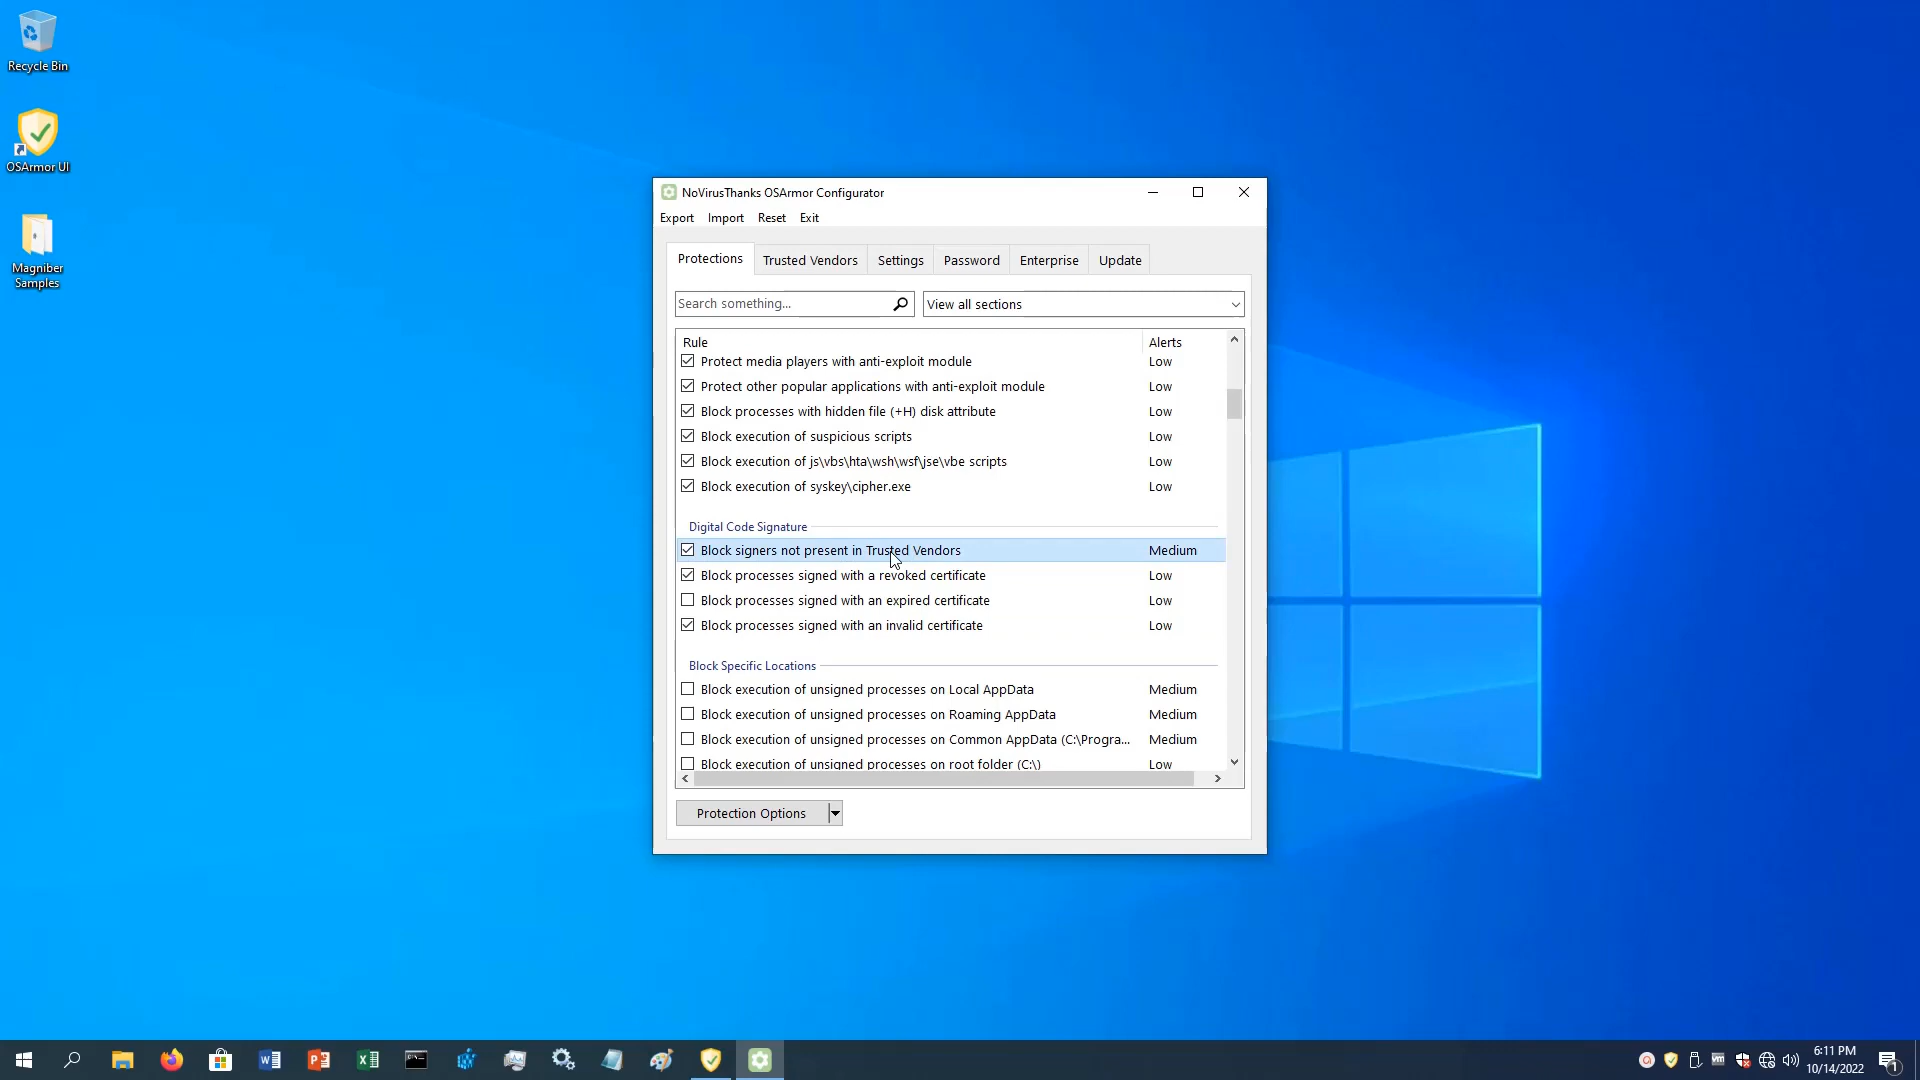 Recycle Bin
OSArmor UI
Magniber
Samples
NoVirusThanks OSArmor Configurator
Export Import Reset Exit
Protections Trusted Vendors Settings Password Enterprise Update
Search something... View all sections
Rule Alerts
Protect media players with anti-exploit module Low
Protect other popular applications with anti-exploit module Low
Block processes with hidden file (+H) disk attribute Low
Block execution of suspicious scripts Low
Block execution of js\vbs\hta\wsh\wsf\jse\vbe scripts Low
Block execution of syskey\cipher.exe Low
Digital Code Signature
Block signers not present in Trusted Vendors Medium
Block processes signed with a revoked certificate Low
Block processes signed with an expired certificate Low
Block processes signed with an invalid certificate Low
Block Specific Locations
Block execution of unsigned processes on Local AppData Medium
Block execution of unsigned processes on Roaming AppData Medium
Block execution of unsigned processes on Common AppData (C:\Progra... Medium
Block execution of unsigned processes on root folder (C:\) Low
Protection Options
6:11 PM
10/14/2022
1